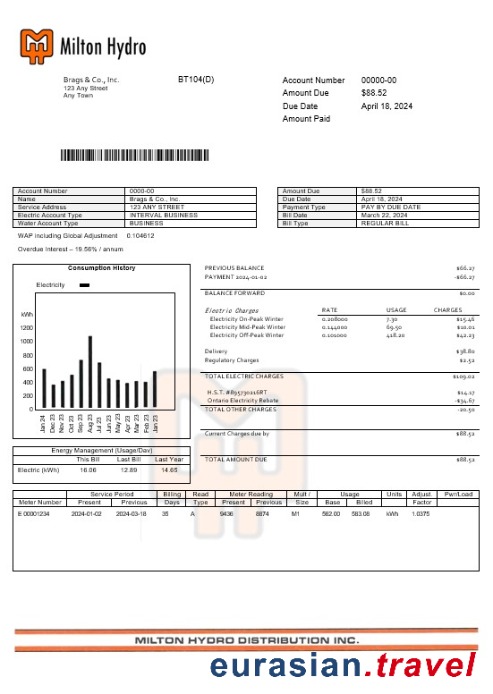 Milton Hydro
Brags & Co., Inc.
123 Any Street
Any Town
BT104(D)
Account Number 00000-00
Amount Due $88.52
Due Date April 18, 2024
Amount Paid
Account Number 0000-00
Name Brags & Co., Inc.
Service Address 123 ANY STREET
Electric Account Type INTERVAL BUSINESS
Water Account Type BUSINESS
Amount Due $88.52
Due Date April 18, 2024
Payment Type PAY BY DUE DATE
Bill Date March 22, 2024
Bill Type REGULAR BILL
WAP including Global Adjustment 0.104612
Overdue Interest – 19.56% / annum
Consumption History
Electricity
kWh
1200
1000
800
600
400
200
0
Jan 24
Dec 23
Nov 23
Oct 23
Sep 23
Aug 23
Jul 23
Jun 23
May 23
Apr 23
Mar 23
Feb 23
Jan 23
PREVIOUS BALANCE $66.27
PAYMENT 2024-01-02 -$66.27
BALANCE FORWARD $0.00
Electric Charges RATE USAGE CHARGES
Electricity On-Peak Winter 0.208000 7.30 $15.46
Electricity Mid-Peak Winter 0.144000 69.50 $10.01
Electricity Off-Peak Winter 0.101000 418.20 $42.23
Delivery $38.80
Regulatory Charges $2.52
TOTAL ELECTRIC CHARGES $109.02
H.S.T. #895730216RT $14.17
Ontario Electricity Rebate $34.67
TOTAL OTHER CHARGES -20.50
Current Charges due by $88.52
TOTAL AMOUNT DUE $88.52
Energy Management (Usage/Day)
This Bill Last Bill Last Year
Electric (kWh) 16.06 12.89 14.65
Service Period Billing Read Meter Reading Mult / Usage Units Adjust. Pwr/Load
Meter Number Present Previous Days Type Present Previous Size Base Billed Factor
E 00001234 2024-01-02 2024-03-18 35 A 9436 8874 M1 562.00 583.08 kWh 1.0375
MILTON HYDRO DISTRIBUTION INC.
eurasian.travel